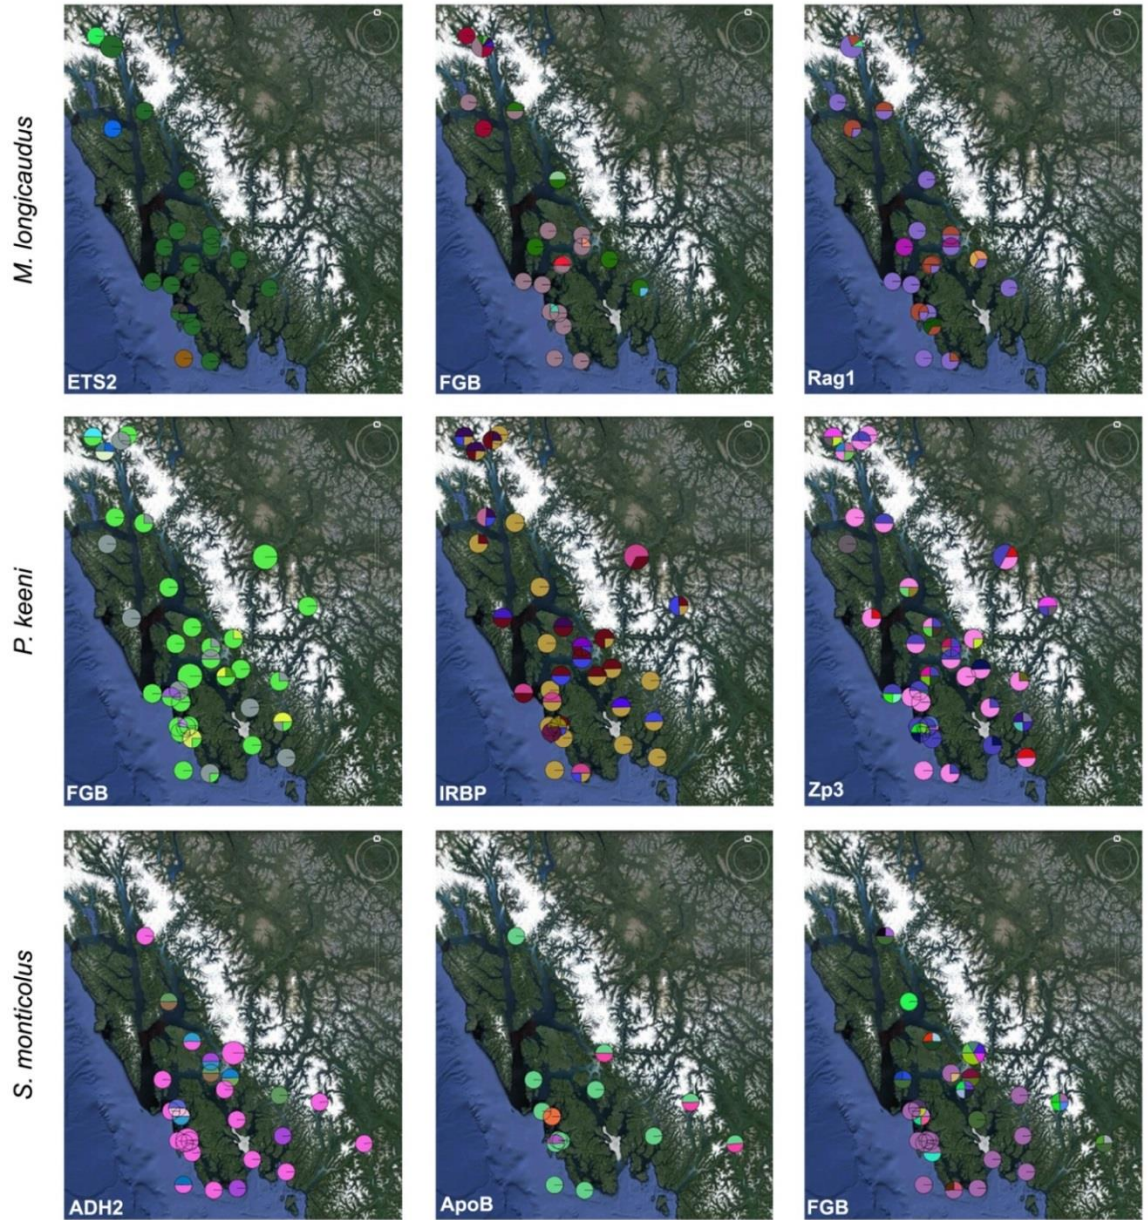 M. longicaudus
ETS2
FGB
Rag1
P. keeni
FGB
IRBP
Zp3
S. monticolus
ADH2
ApoB
FGB